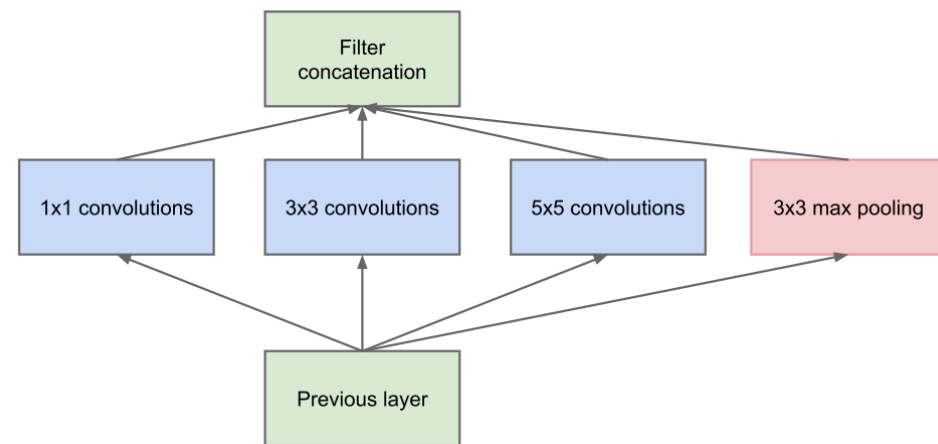 Filter
concatenation
1x1 convolutions
3x3 convolutions
5x5 convolutions
3x3 max pooling
Previous layer